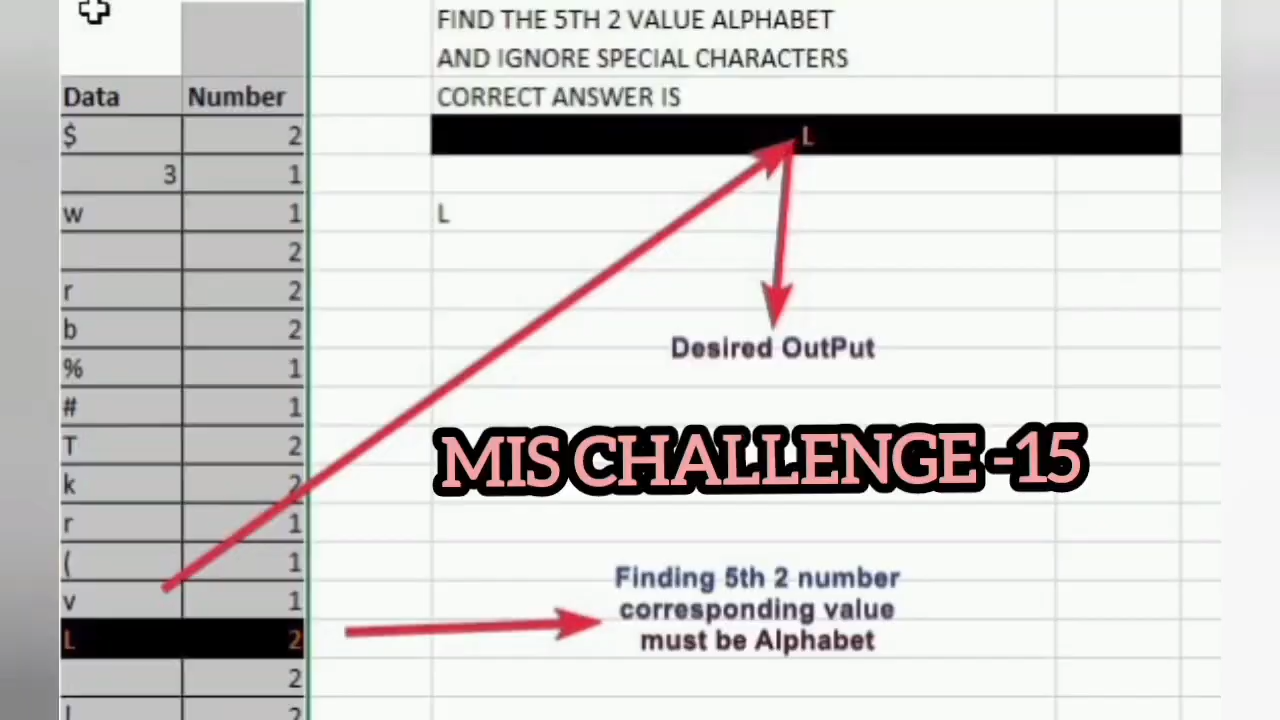 FIND THE 5TH 2 VALUE ALPHABET
AND IGNORE SPECIAL CHARACTERS
Data Number CORRECT ANSWER IS
$ 2 L
3 1
w 1 L
2
r 2
b 2
Desired OutPut
% 1
# 1
T 2
MIS CHALLENGE -15
k 2
r 1
( 1
Finding 5th 2 number
v 1 corresponding value
L 2 must be Alphabet
2
2